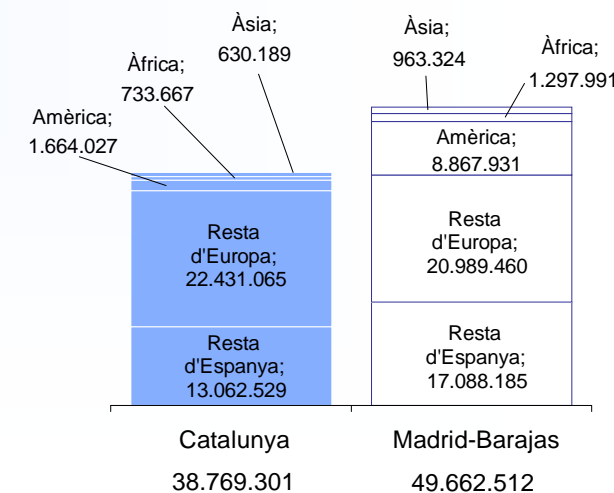 Àsia;
630.189
Àfrica;
733.667
Amèrica;
1.664.027
Resta
d'Europa;
22.431.065
Resta
d'Espanya;
13.062.529
Àsia;
963.324
Àfrica;
1.297.991
Amèrica;
8.867.931
Resta
d'Europa;
20.989.460
Resta
d'Espanya;
17.088.185
Catalunya
38.769.301
Madrid-Barajas
49.662.512